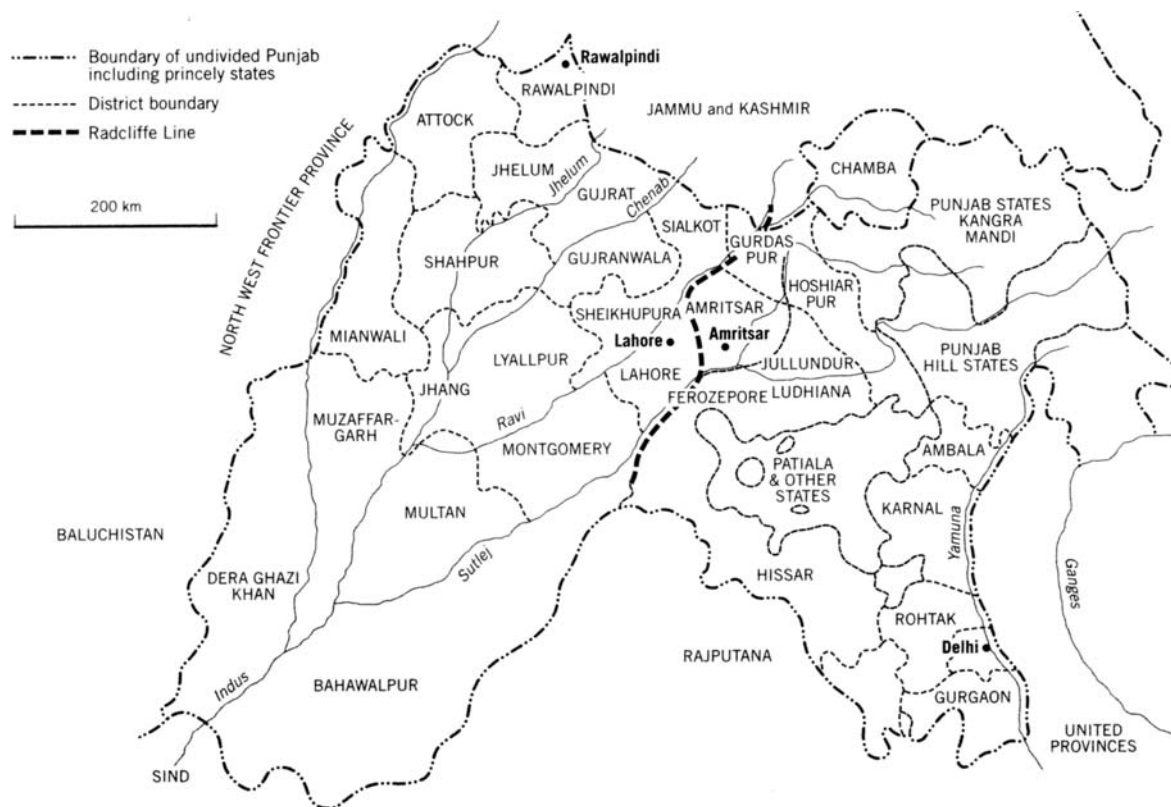 Boundary of undivided Punjab
including princely states
District boundary
Radcliffe Line
200 km
Rawalpindi
RAWALPINDI
ATTOCK
JAMMU and KASHMIR
NORTH WEST FRONTIER PROVINCE
JHELUM
Jhelum
GUJRAT
Chenab
CHAMBA
PUNJAB STATES
KANGRA
MANDI
SIALKOT
GURDAS
PUR
SHAHPUR
GUJRANWALA
HOSHIAR
PUR
SHEIKHUPURA
AMRITSAR
MIANWALI
Lahore
Amritsar
LYALLPUR
PUNJAB
HILL STATES
JHANG
LAHORE
JULLUNDUR
FEROZEPORE
LUDHIANA
MUZAFFAR-
GARH
Ravi
MONTGOMERY
AMBALA
PATIALA
& OTHER
STATES
MULTAN
KARNAL
BALUCHISTAN
Sutlej
Yamuna
Ganges
DERA GHAZI
KHAN
HISSAR
ROHTAK
Delhi
RAJPUTANA
Indus
BAHAWALPUR
GURGAON
UNITED
PROVINCES
SIND